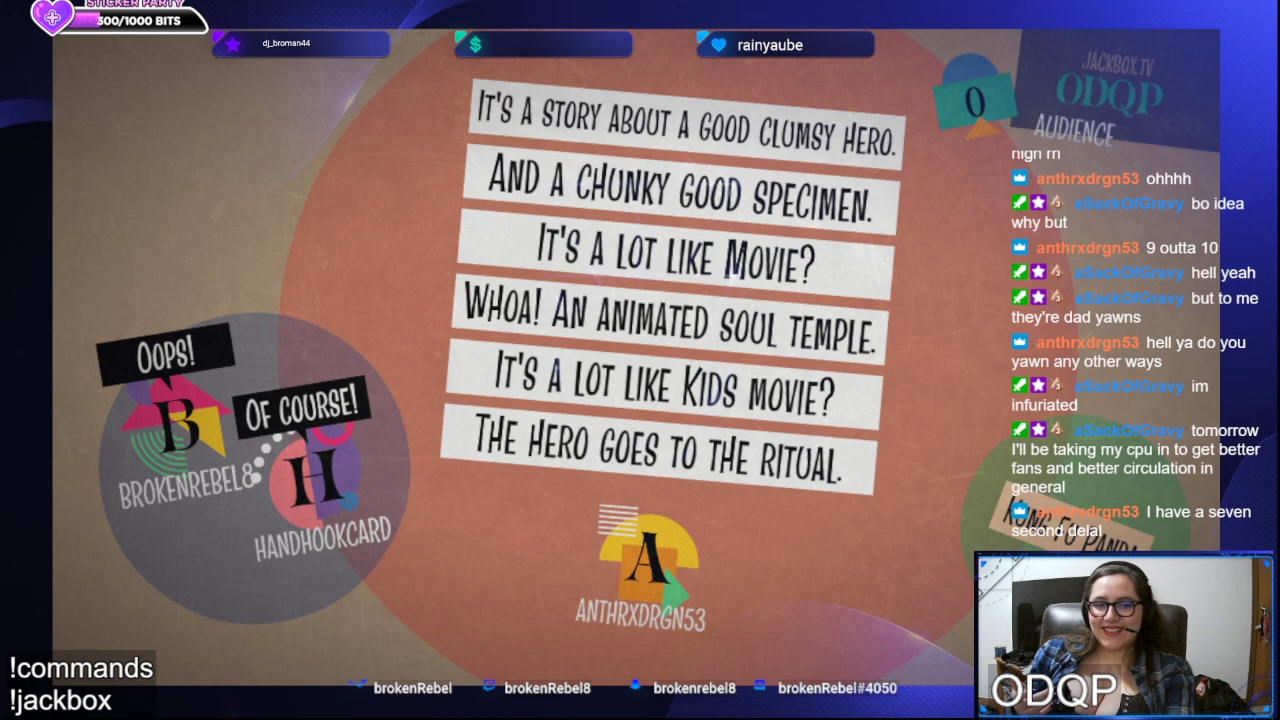 STICKER PARTY
300/1000 BITS
dj_broman44
$
rainyaube
IT'S A STORY ABOUT A GOOD CLUMSY HERO.
AND A CHUNKY GOOD SPECIMEN.
IT'S A LOT LIKE MOVIE?
WHOA! AN ANIMATED SOUL TEMPLE.
IT'S A LOT LIKE KIDS MOVIE?
THE HERO GOES TO THE RITUAL.
OOPS!
B
BROKENREBEL8
OF COURSE!
H
HANDHOOKCARD
A
ANTHRXDRGN53
0
JACKBOX.TV
ODQP
AUDIENCE
nign rn
anthrxdrgn53 ohhhh
aSackOfGravy bo idea
why but
anthrxdrgn53 9 outta 10
aSackOfGravy hell yeah
aSackOfGravy but to me
they're dad yawns
anthrxdrgn53 hell ya do you
yawn any other ways
aSackOfGravy im
infuriated
aSackOfGravy tomorrow
I'll be taking my cpu in to get better
fans and better circulation in
general
anthrxdrgn53 I have a seven
second delal
KUNG FU PANDA
ODQP
!commands
!jackbox
brokenRebel
brokenRebel8
brokenrebel8
brokenRebel#4050